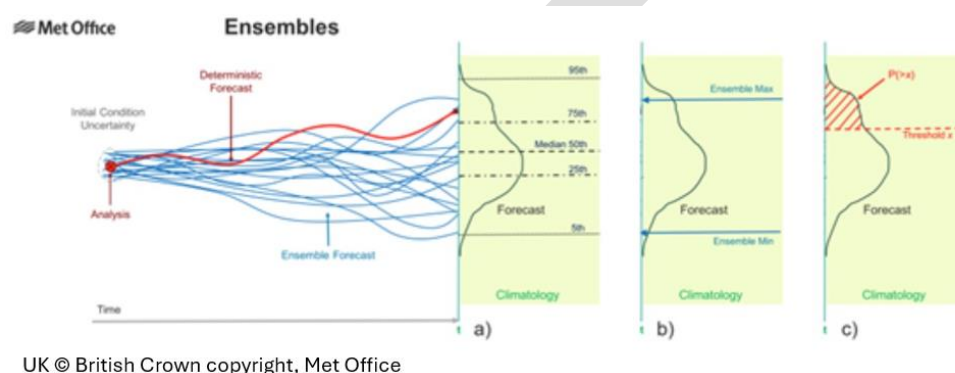 Met Office
Ensembles
Deterministic
Forecast
Initial Condition
Uncertainty
Analysis
Ensemble Forecast
Time
95th
75th
Median 50th
25th
Forecast
5th
Climatology
t
a)
Ensemble Max
Forecast
Ensemble Min
Climatology
t
b)
P(>x)
Threshold x
Forecast
Climatology
t
c)
UK © British Crown copyright, Met Office